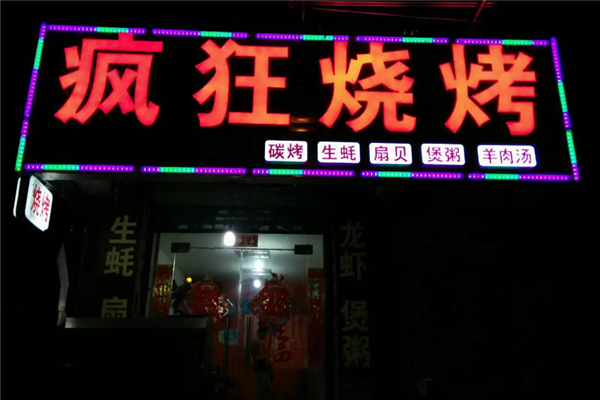 疯狂烧烤
碳烤 生蚝 扇贝 煲粥 羊肉汤
烧烤
生蚝 扇
龙虾 煲粥